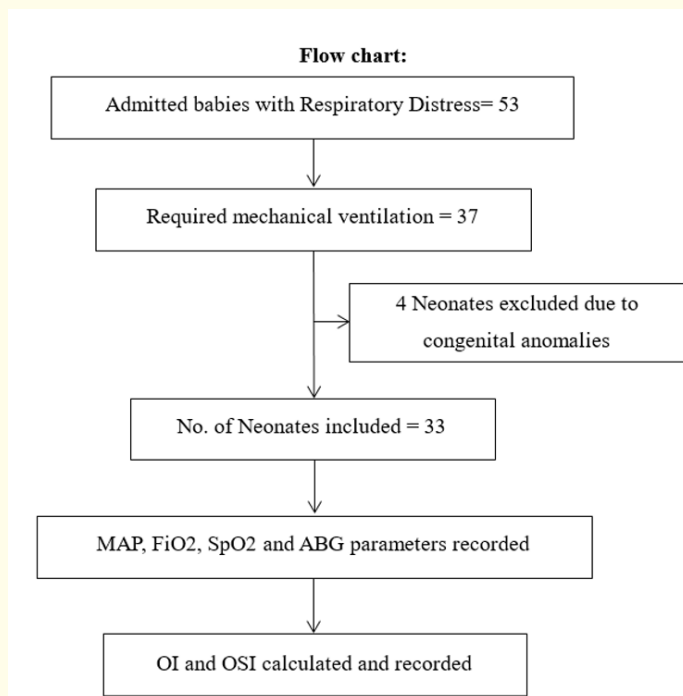 Flow chart:
Admitted babies with Respiratory Distress= 53
Required mechanical ventilation = 37
4 Neonates excluded due to
congenital anomalies
No. of Neonates included = 33
MAP, FiO2, SpO2 and ABG parameters recorded
OI and OSI calculated and recorded